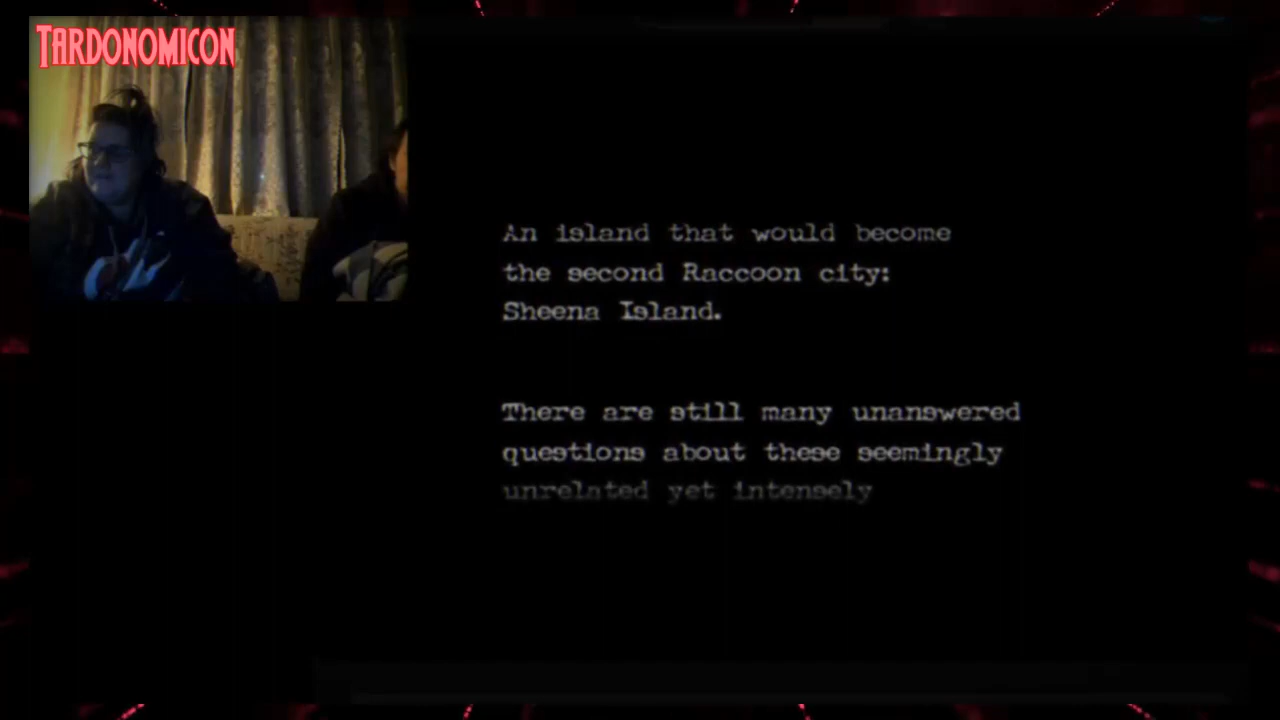 TARDONOMICON
An island that would become
the second Raccoon city:
Sheena Island.
There are still many unanswered
questions about these seemingly
unrelated yet intensely